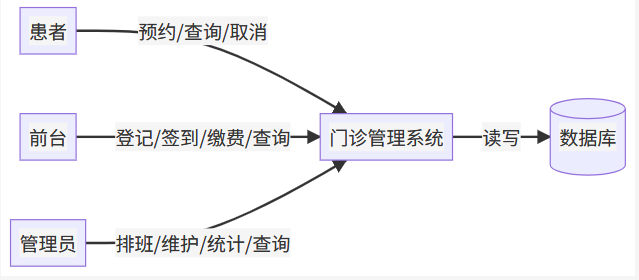 患者
预约/查询/取消
前台
登记/签到/缴费/查询
门诊管理系统
读写
数据库
管理员
排班/维护/统计/查询